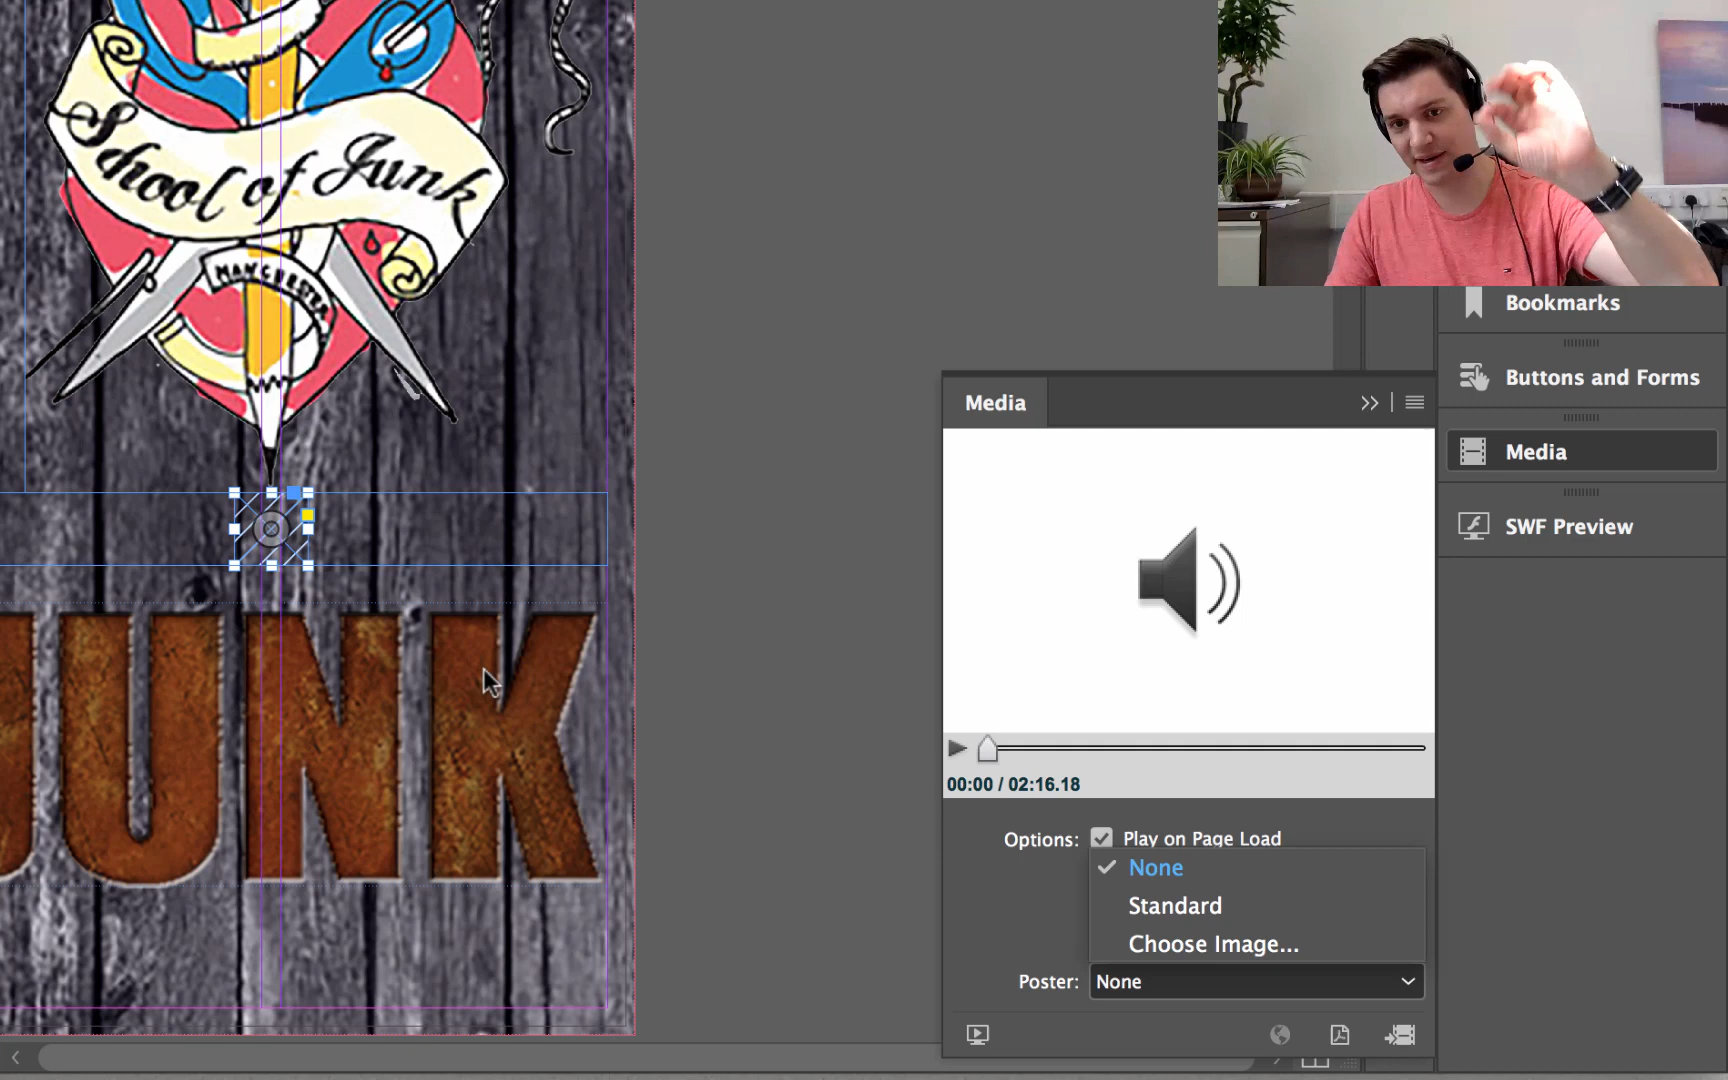 School of Junk
MANCHESTER
JUNK
Bookmarks
Buttons and Forms
Media
SWF Preview
Media
00:00 / 02:16.18
Options: Play on Page Load
None
Standard
Choose Image...
Poster: None